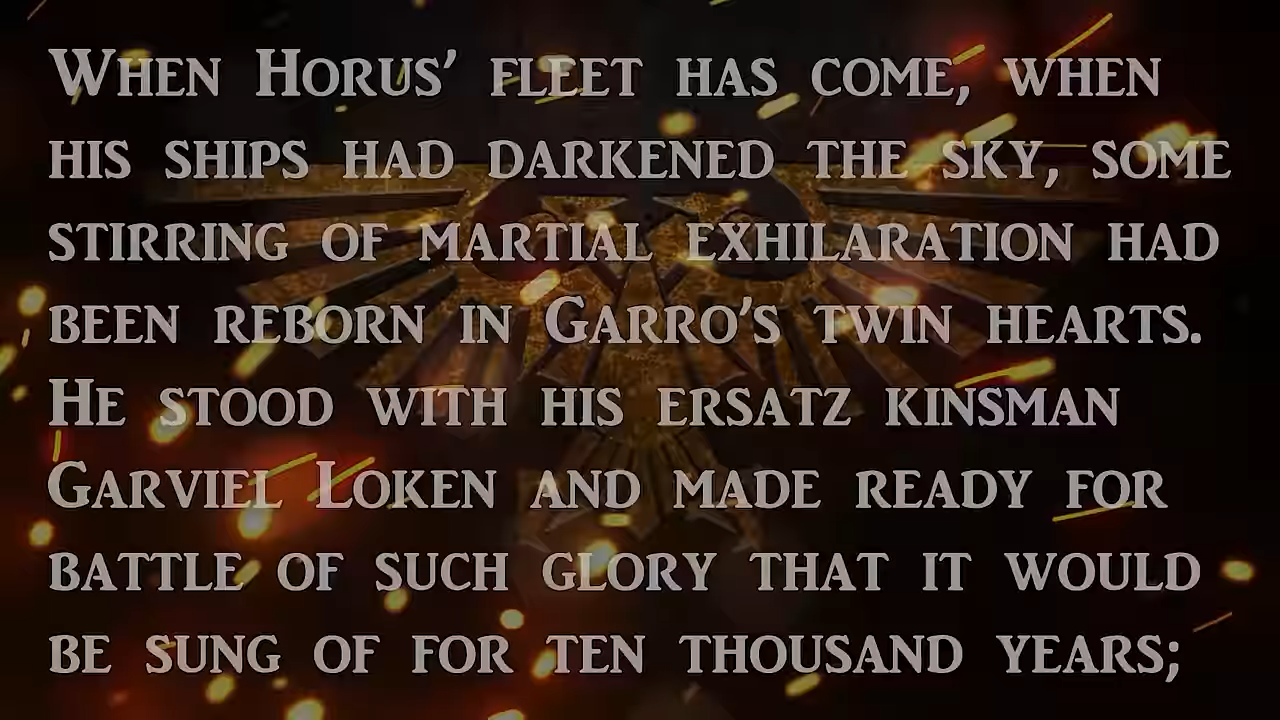 When Horus' fleet has come, when
his ships had darkened the sky, some
stirring of martial exhilaration had
been reborn in Garro's twin hearts.
He stood with his ersatz kinsman
Garviel Loken and made ready for
battle of such glory that it would
be sung of for ten thousand years;